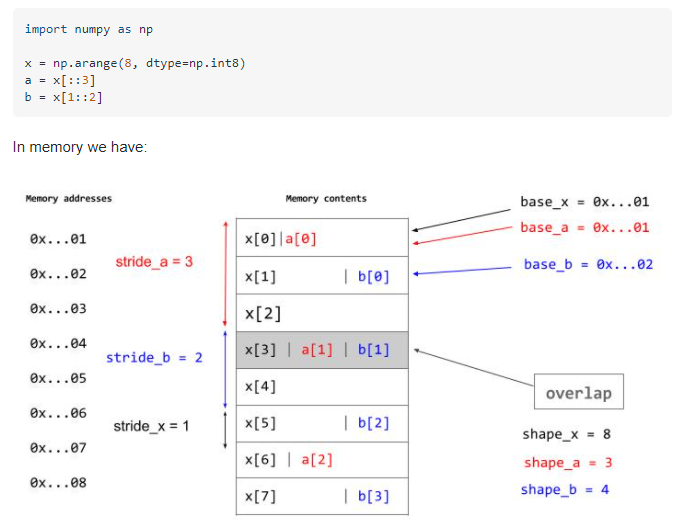 import numpy as np
x = np.arange(8, dtype=np.int8)
a = x[::3]
b = x[1::2]
In memory we have:
Memory addresses
Memory contents
base_x = 0x...01
base_a = 0x...01
base_b = 0x...02
0x...01
0x...02
0x...03
0x...04
0x...05
0x...06
0x...07
0x...08
stride_a = 3
stride_b = 2
stride_x = 1
x[0]|a[0]
x[1] | b[0]
x[2]
x[3] | a[1] | b[1]
x[4]
x[5] | b[2]
x[6] | a[2]
x[7] | b[3]
overlap
shape_x = 8
shape_a = 3
shape_b = 4